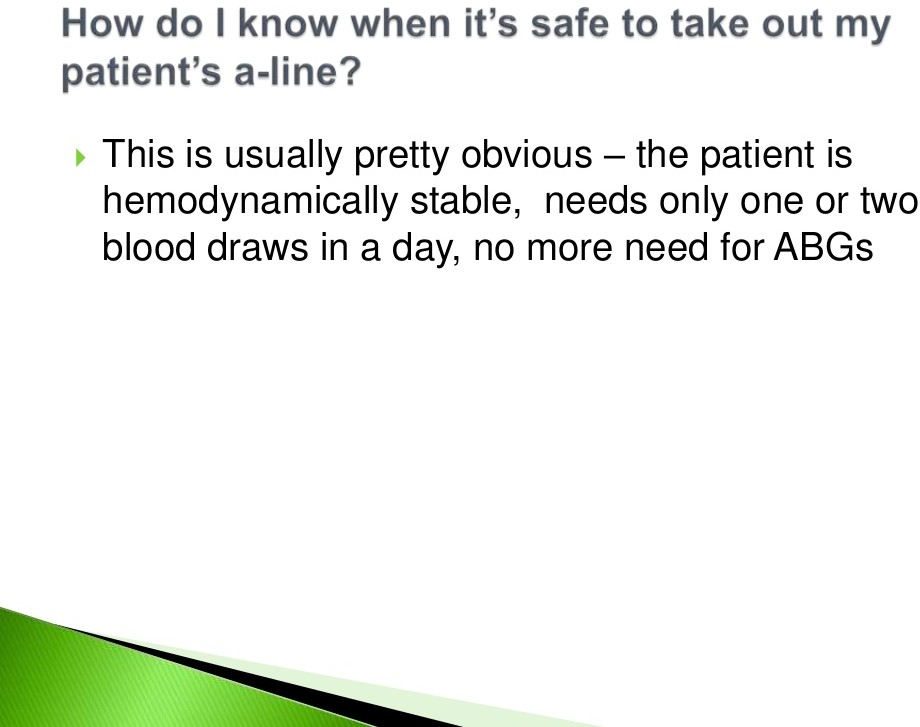 How do I know when it’s safe to take out my
patient’s a-line?
This is usually pretty obvious – the patient is
hemodynamically stable,  needs only one or two
blood draws in a day, no more need for ABGs